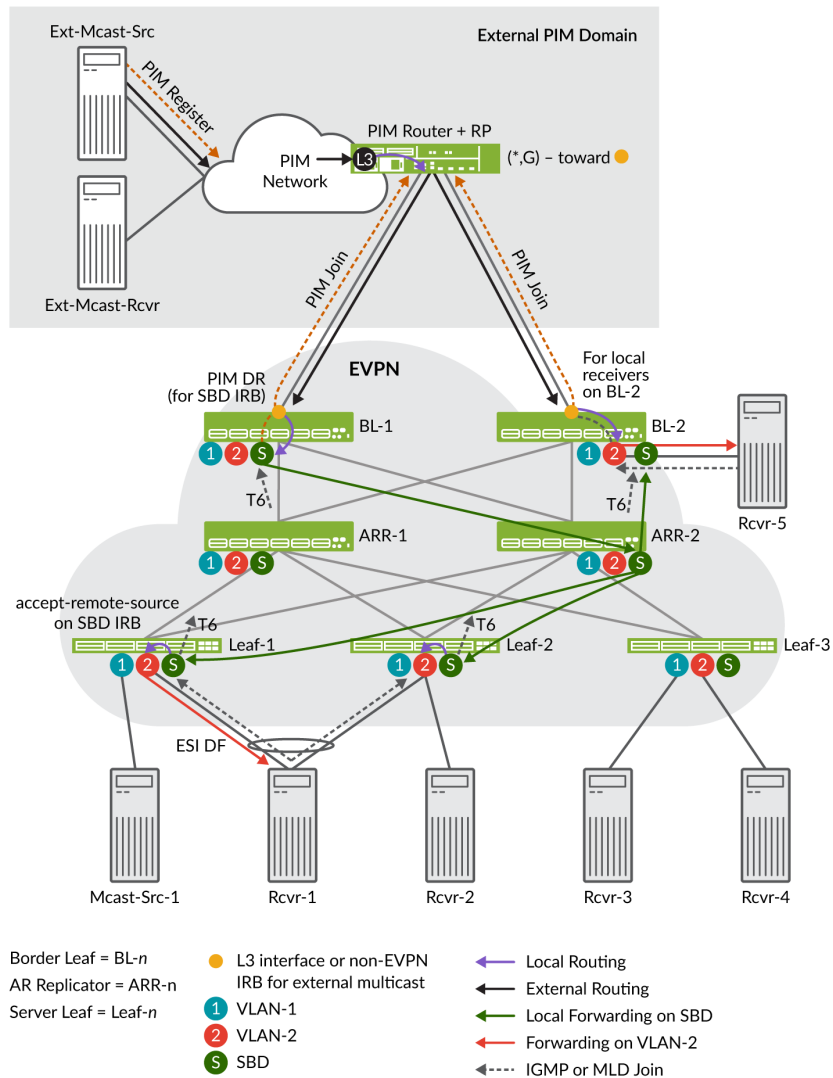 Ext-Mcast-Src
External PIM Domain
PIM Register
PIM Router + RP
PIM
Network
L3
(*,G) – toward
Ext-Mcast-Rcvr
PIM Join
PIM Join
EVPN
PIM DR
(for SBD IRB)
For local
receivers
on BL-2
BL-1
BL-2
1
2
S
1
2
S
T6
T6
Rcvr-5
ARR-1
ARR-2
1
2
S
1
2
S
accept-remote-source
on SBD IRB
T6
T6
Leaf-1
Leaf-2
Leaf-3
1
2
S
1
2
S
1
2
S
ESI DF
Mcast-Src-1
Rcvr-1
Rcvr-2
Rcvr-3
Rcvr-4
Border Leaf = BL-n
AR Replicator = ARR-n
Server Leaf = Leaf-n
L3 interface or non-EVPN
IRB for external multicast
1 VLAN-1
2 VLAN-2
S SBD
Local Routing
External Routing
Local Forwarding on SBD
Forwarding on VLAN-2
IGMP or MLD Join